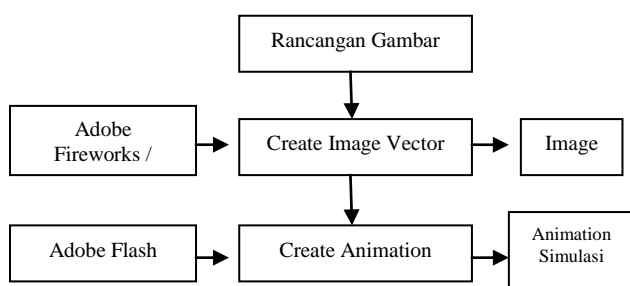 Rancangan Gambar
Adobe
Fireworks /
Create Image Vector
Image
Adobe Flash
Create Animation
Animation
Simulasi